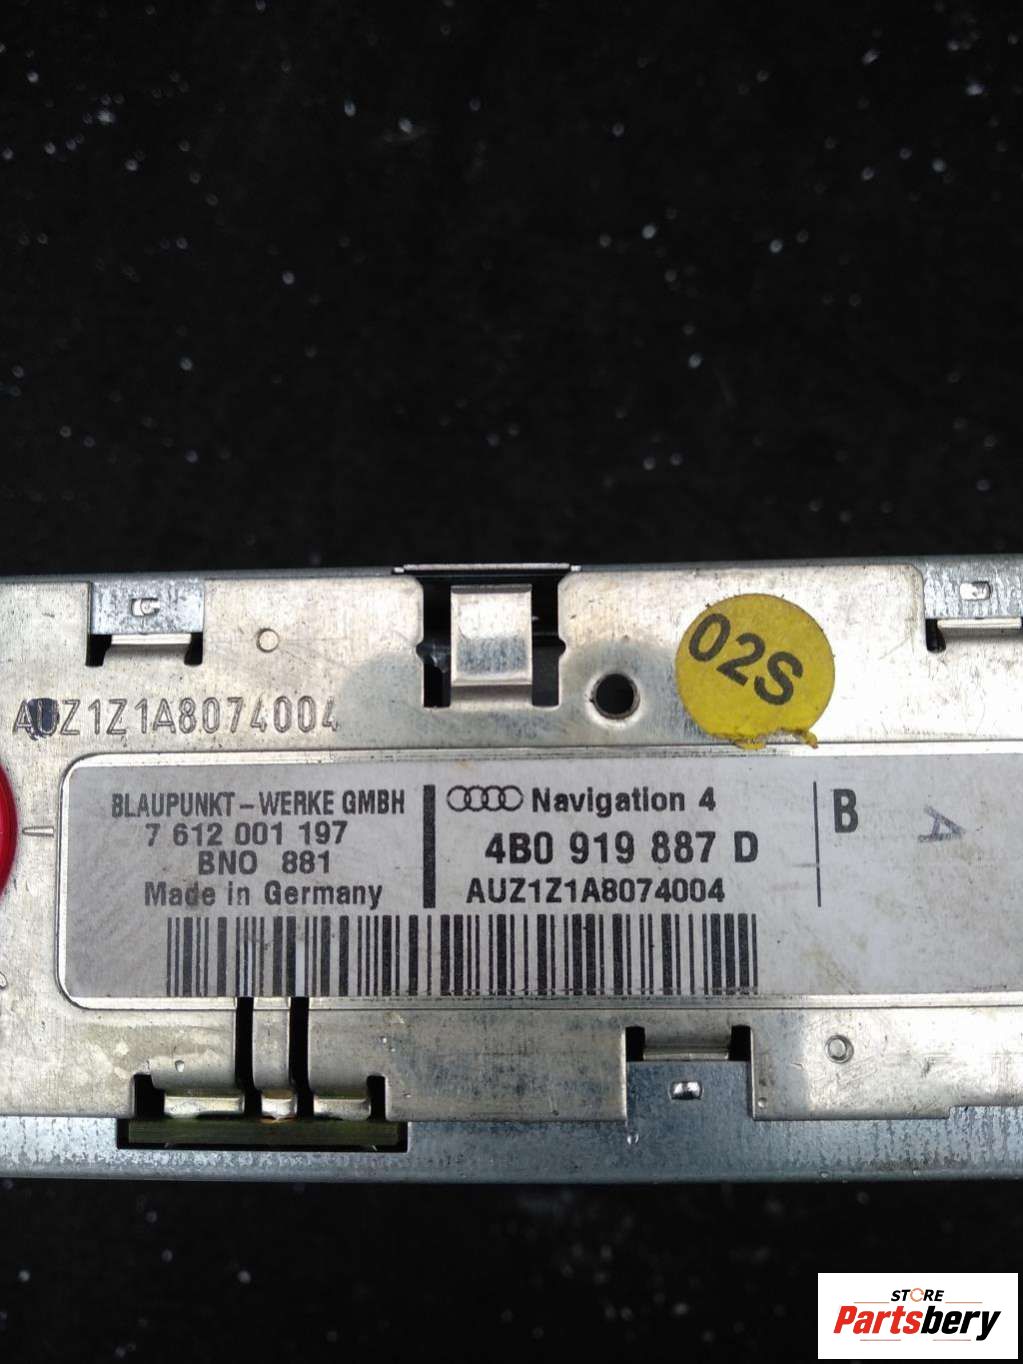 02S
AUZ1Z1A8074004
BLAUPUNKT - WERKE GMBH
7 612 001 197
BNO 881
Made in Germany
Navigation 4
4B0 919 887 D
AUZ1Z1A8074004
B
A
STORE
Partsbery